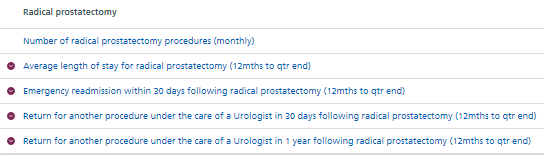 Radical prostatectomy
Number of radical prostatectomy procedures (monthly)
Average length of stay for radical prostatectomy (12mths to qtr end)
Emergency readmission within 30 days following radical prostatectomy (12mths to qtr end)
Return for another procedure under the care of a Urologist in 30 days following radical prostatectomy (12mths to qtr end)
Return for another procedure under the care of a Urologist in 1 year following radical prostatectomy (12mths to qtr end)